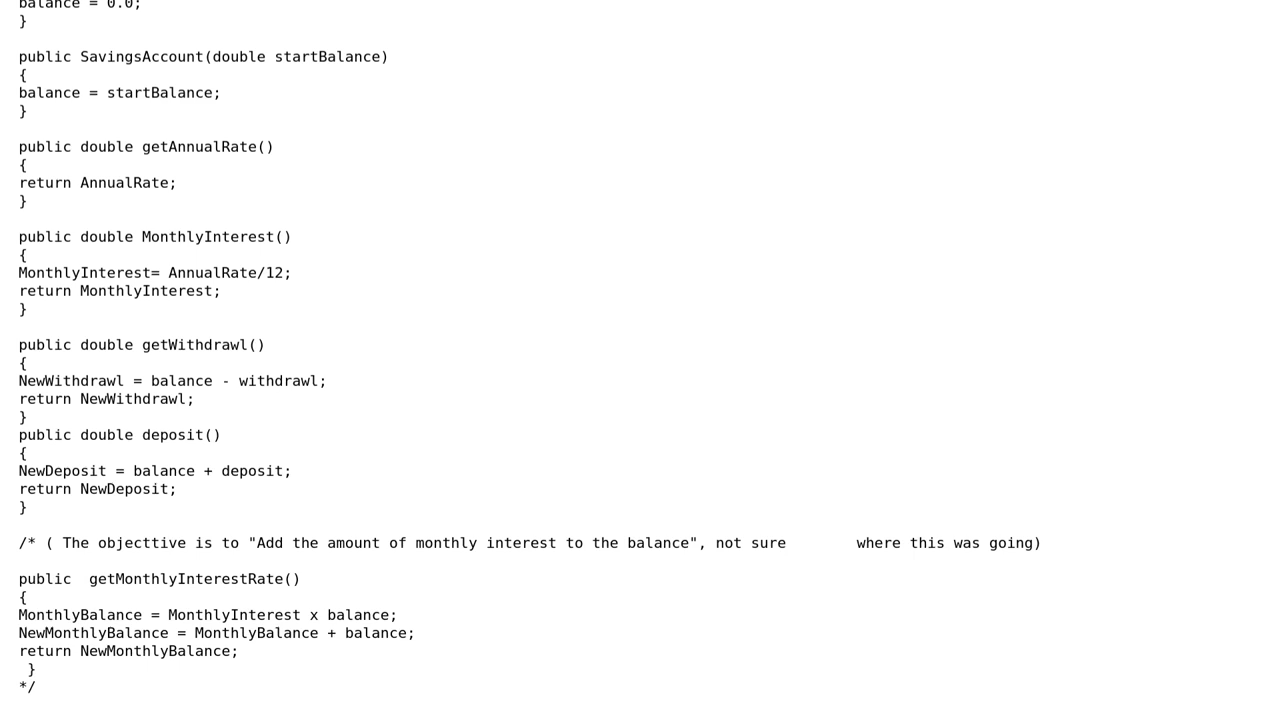 balance = 0.0;
}
public SavingsAccount(double startBalance)
{
balance = startBalance;
}
public double getAnnualRate()
{
return AnnualRate;
}
public double MonthlyInterest()
{
MonthlyInterest= AnnualRate/12;
return MonthlyInterest;
}
public double getWithdrawl()
{
NewWithdrawl = balance - withdrawl;
return NewWithdrawl;
}
public double deposit()
{
NewDeposit = balance + deposit;
return NewDeposit;
}
/* ( The objecttive is to "Add the amount of monthly interest to the balance", not sure        where this was going)
public  getMonthlyInterestRate()
{
MonthlyBalance = MonthlyInterest x balance;
NewMonthlyBalance = MonthlyBalance + balance;
return NewMonthlyBalance;
 }
*/